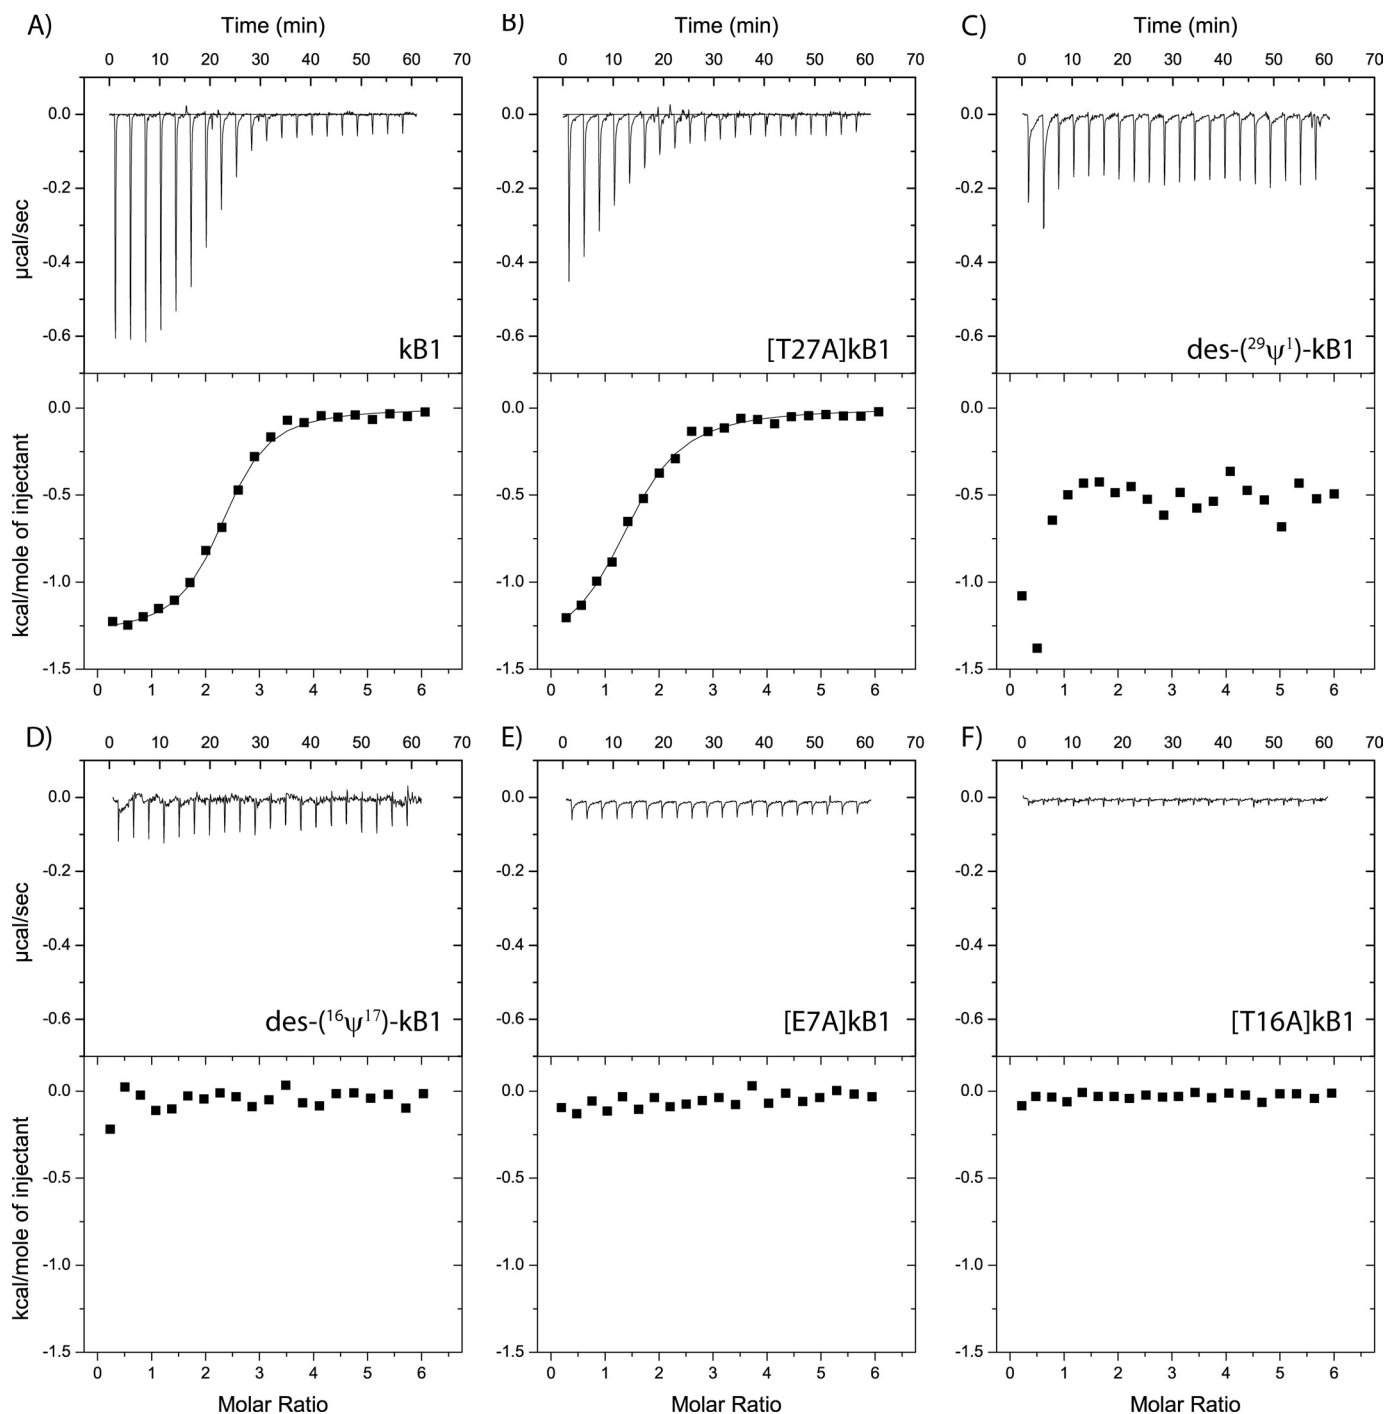 A) B) C)
Time (min) Time (min) Time (min)
0 10 20 30 40 50 60 70 0 10 20 30 40 50 60 70 0 10 20 30 40 50 60 70
0.0 0.0 0.0
-0.2 -0.2 -0.2
µcal/sec
-0.4 -0.4 -0.4
-0.6 -0.6 -0.6
kB1 [T27A]kB1 des-(²⁹ψ¹)-kB1
0.0 0.0 0.0
-0.5 -0.5 -0.5
kcal/mole of injectant
-1.0 -1.0 -1.0
-1.5 -1.5 -1.5
0 1 2 3 4 5 6 0 1 2 3 4 5 6 0 1 2 3 4 5 6
D) E) F)
0 10 20 30 40 50 60 70 0 10 20 30 40 50 60 70 0 10 20 30 40 50 60 70
0.0 0.0 0.0
-0.2 -0.2 -0.2
µcal/sec
-0.4 -0.4 -0.4
-0.6 -0.6 -0.6
des-(¹⁶ψ¹⁷)-kB1 [E7A]kB1 [T16A]kB1
0.0 0.0 0.0
-0.5 -0.5 -0.5
kcal/mole of injectant
-1.0 -1.0 -1.0
-1.5 -1.5 -1.5
0 1 2 3 4 5 6 0 1 2 3 4 5 6 0 1 2 3 4 5 6
Molar Ratio Molar Ratio Molar Ratio